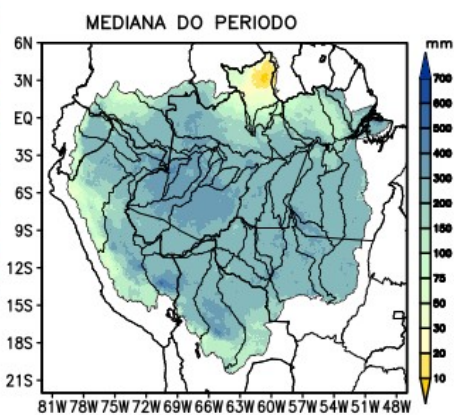 MEDIANA DO PERIODO
mm
6N
3N
EQ
3S
6S
9S
12S
15S
18S
21S
700
600
500
400
300
200
150
100
75
50
30
20
10
81W 78W 75W 72W 69W 66W 63W 60W 57W 54W 51W 48W